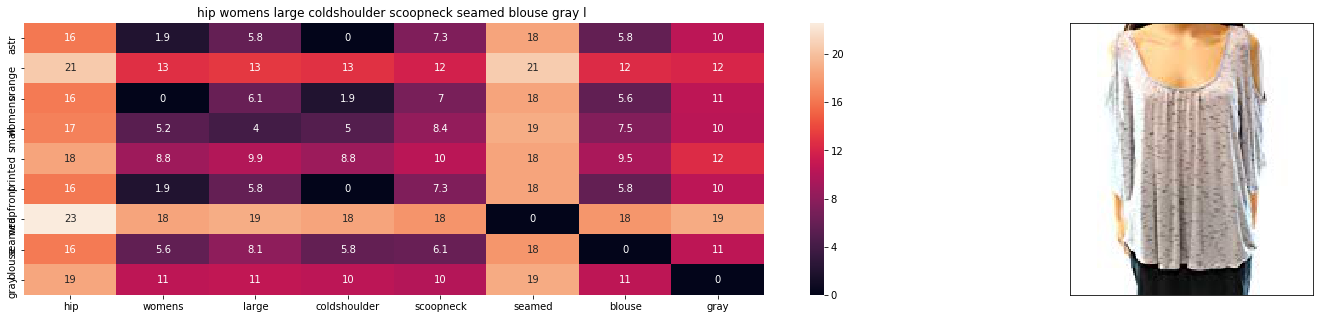 hip womens large coldshoulder scoopneck seamed blouse gray l
astr 16 1.9 5.8 0 7.3 18 5.8 10
orange 21 13 13 13 12 21 12 12
womens 16 0 6.1 1.9 7 18 5.6 11
small 17 5.2 4 5 8.4 19 7.5 10
printed 18 8.8 9.9 8.8 10 18 9.5 12
16 1.9 5.8 0 7.3 18 5.8 10
seamed 23 18 19 18 18 0 18 19
blouse 16 5.6 8.1 5.8 6.1 18 0 11
gray 19 11 11 10 10 19 11 0
hip womens large coldshoulder scoopneck seamed blouse gray
20
16
12
8
4
0